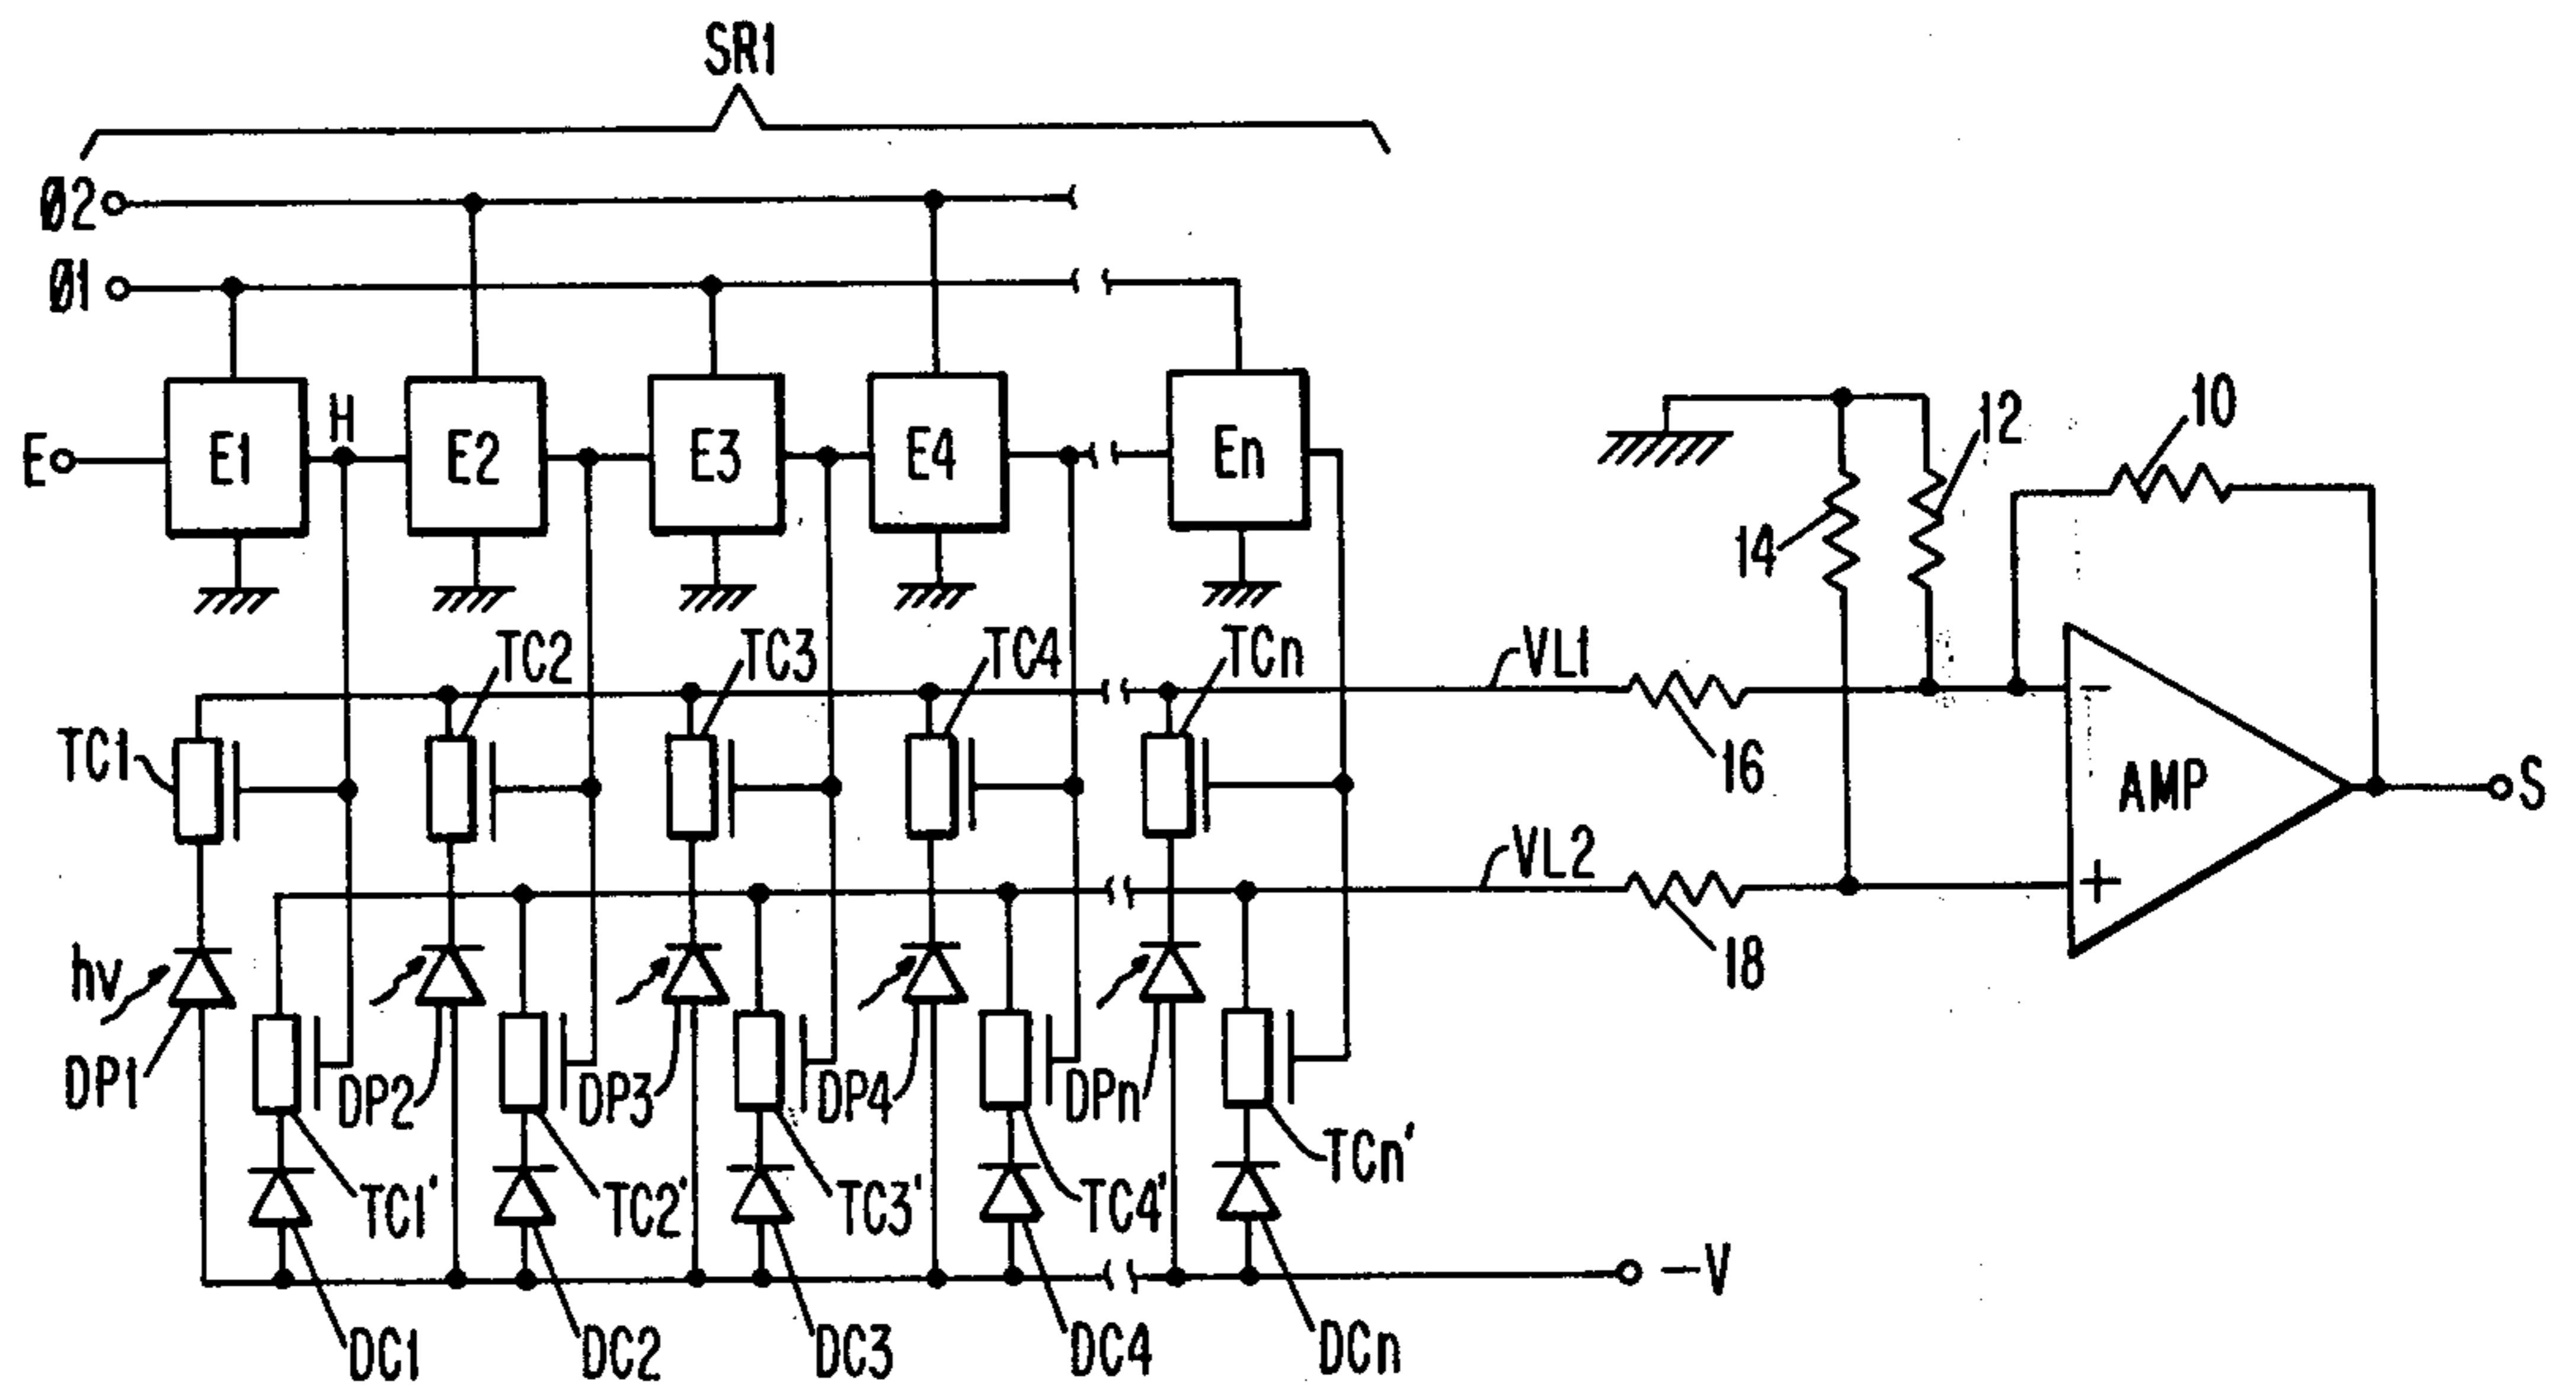 SR1
Ø2
Ø1
E
E1
H
E2
E3
E4
En
14
12
10
TC1
TC2
TC3
TC4
TCn
VL1
16
−
AMP
+
S
VL2
18
hv
DP1
DP2
DP3
DP4
DPn
TC1'
TC2'
TC3'
TC4'
TCn'
−V
DC1
DC2
DC3
DC4
DCn